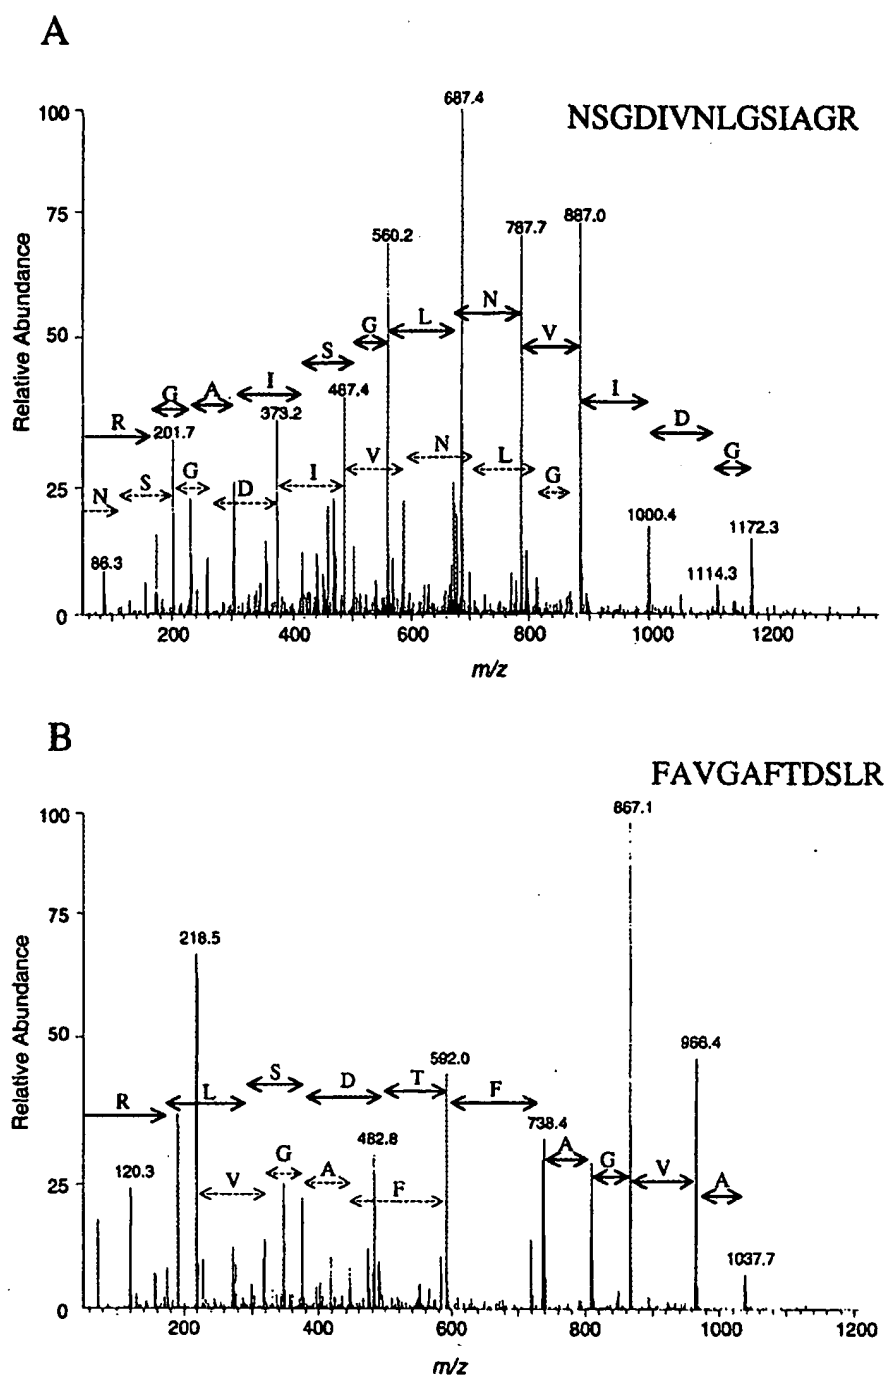 A
NSGDIVNLGSIAGR
687.4
100
75
887.0
787.7
560.2
Relative Abundance
50
N
L
G
V
S
I
487.4
A
I
G
373.2
D
R
201.7
G
N
V
L
25
I
G
S
D
G
N
1000.4
1172.3
86.3
1114.3
0
200
400
600
800
1000
1200
m/z
B
FAVGAFTDSLR
867.1
100
75
218.5
966.4
Relative Abundance
50
592.0
S
T
D
F
L
R
738.4
482.8
A
G
120.3
A
G
V
25
F
V
A
1037.7
0
200
400
600
800
1000
1200
m/z